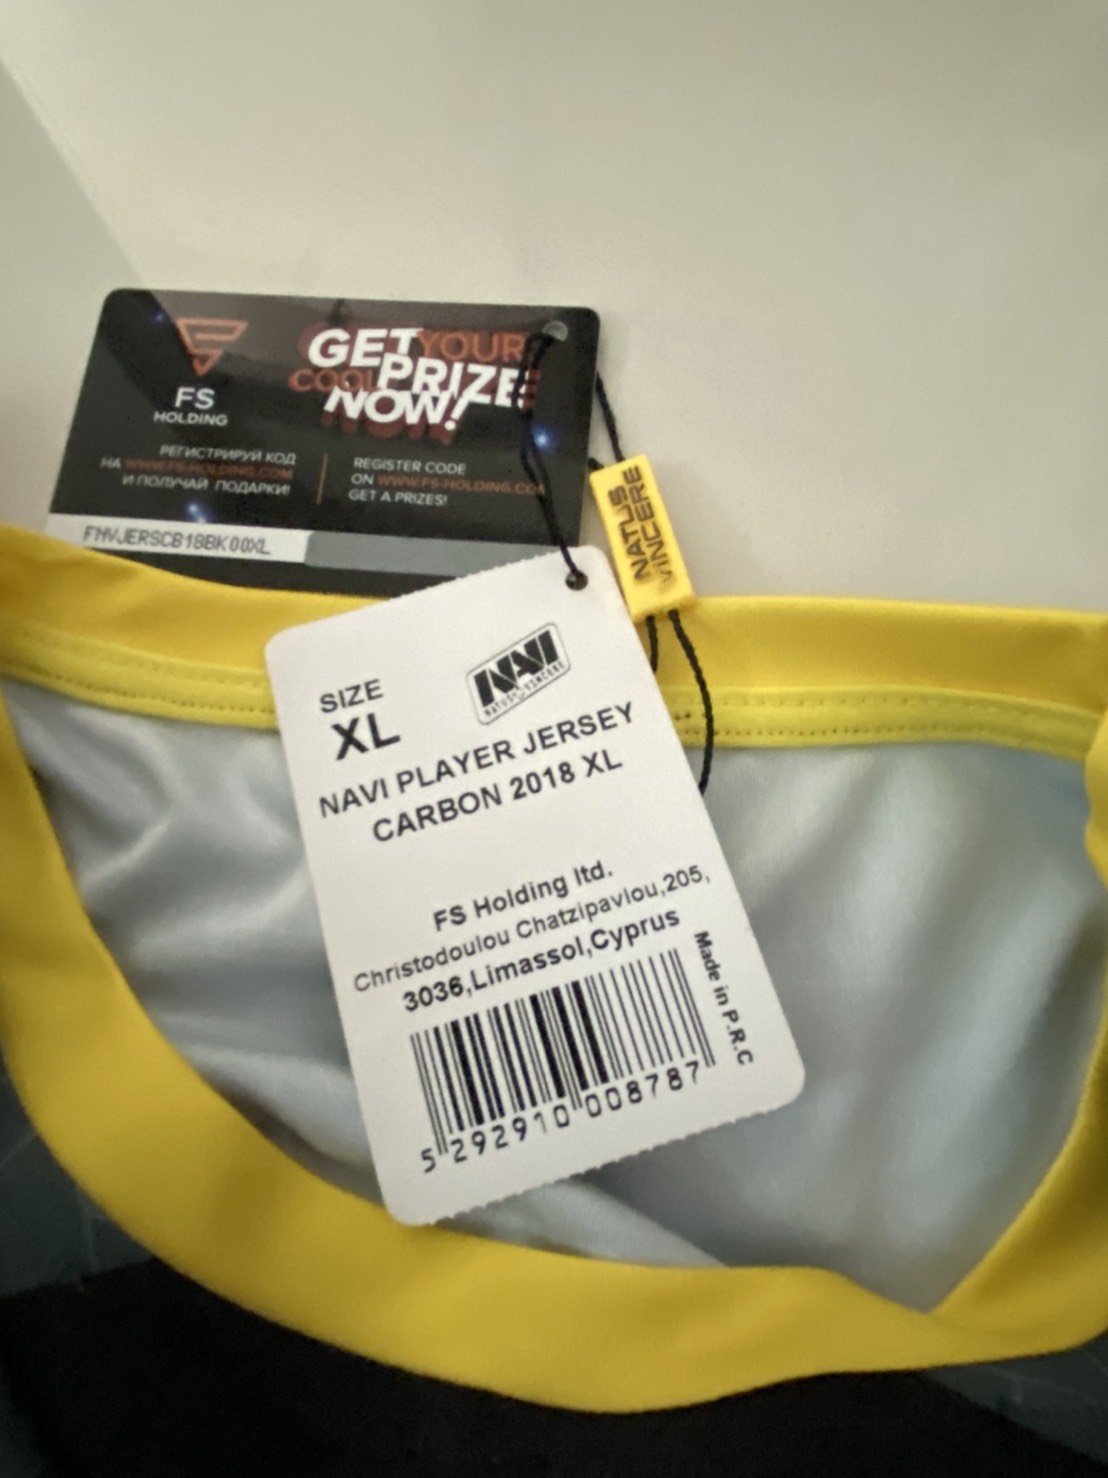 FS
HOLDING
GET YOUR
COOL PRIZE
NOW!
РЕГИСТРИРУЙ КОД
НА WWW.FS-HOLDING.COM
И ПОЛУЧАЙ ПОДАРКИ!
REGISTER CODE
ON WWW.FS-HOLDING.COM
GET A PRIZES!
FNVJERSCB18BK00XL
NATUS
VINCERE
SIZE
XL
NAVI
NATUS VINCERE
NAVI PLAYER JERSEY
CARBON 2018 XL
FS Holding ltd.
Christodoulou Chatzipavlou,205,
3036,Limassol,Cyprus
Made in P.R.C
5 292910 008787